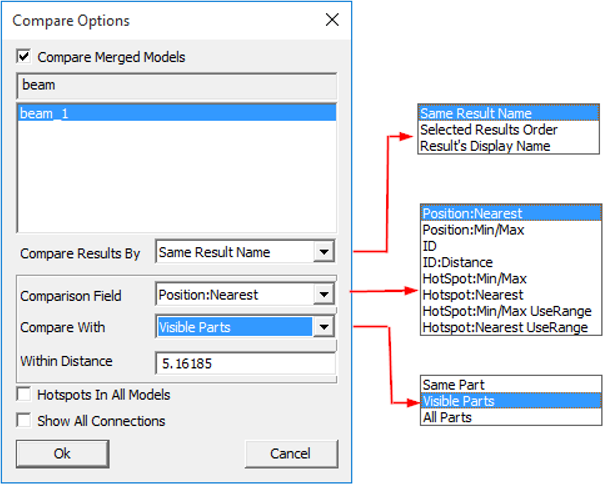 Compare Options
Compare Merged Models
beam
beam_1
Compare Results By
Same Result Name
Comparison Field
Position:Nearest
Compare With
Visible Parts
Within Distance
5.16185
Hotspots In All Models
Show All Connections
Ok
Cancel
Same Result Name
Selected Results Order
Result's Display Name
Position:Nearest
Position:Min/Max
ID
ID:Distance
HotSpot:Min/Max
Hotspot:Nearest
HotSpot:Min/Max UseRange
Hotspot:Nearest UseRange
Same Part
Visible Parts
All Parts